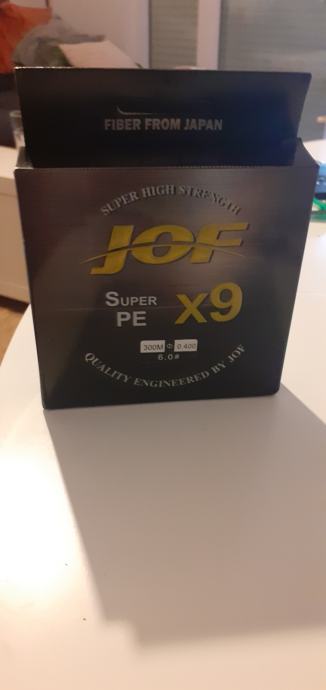 FIBER FROM JAPAN
SUPER HIGH STRENGTH
JOF
SUPER PE X9
300M Φ 0.400
6.0#
QUALITY ENGINEERED BY JOF